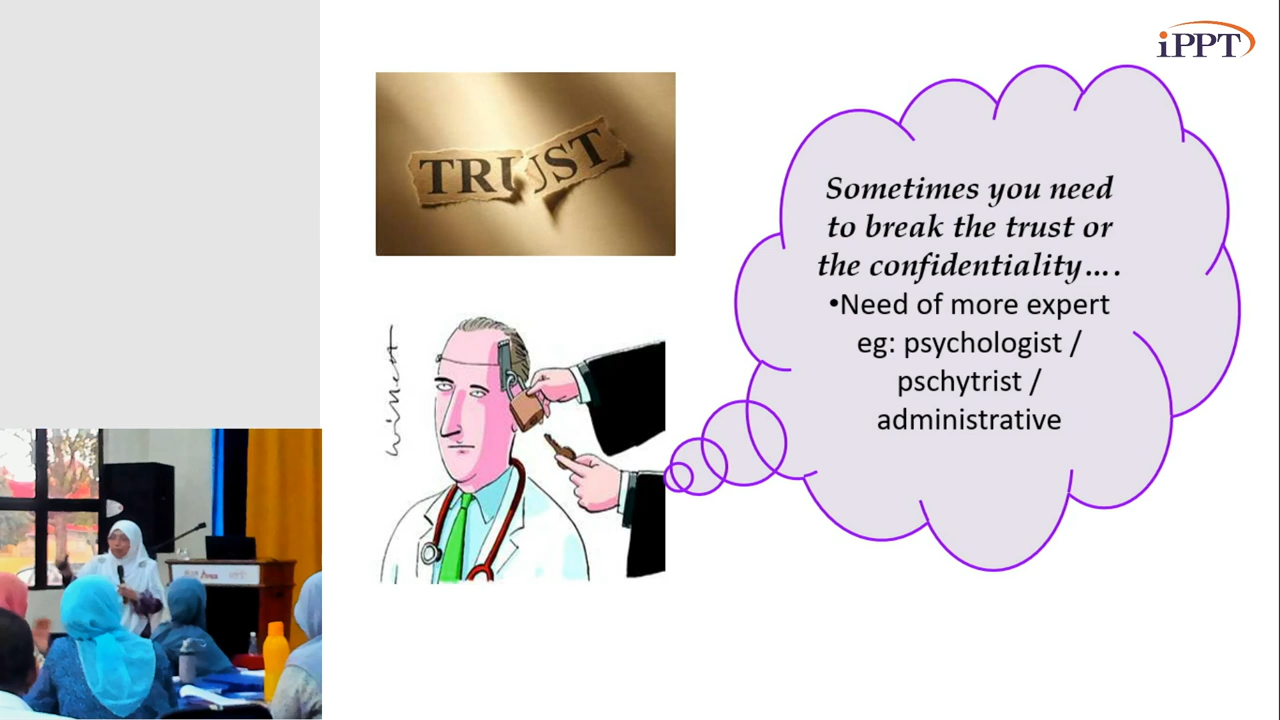 iPPT
TRUST
Sometimes you need
to break the trust or
the confidentiality....
•Need of more expert
eg: psychologist /
pschytrist /
administrative